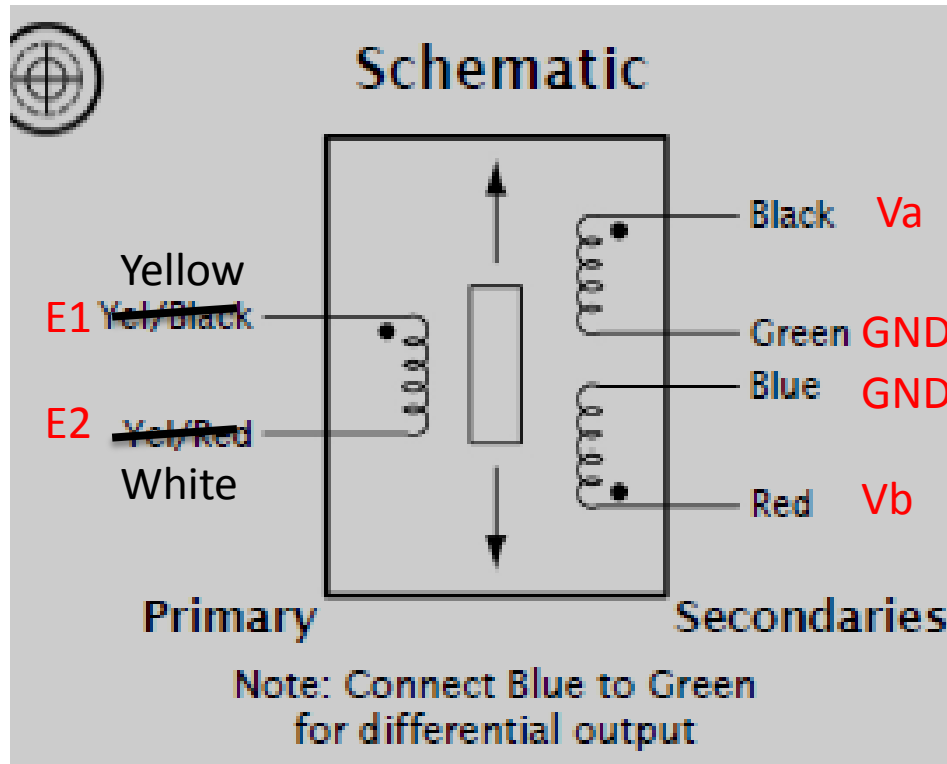 Schematic
Black Va
Yellow
E1 Yel/Black
Green GND
Blue GND
E2 Yel/Red
White
Red Vb
Primary
Secondaries
Note: Connect Blue to Green
for differential output